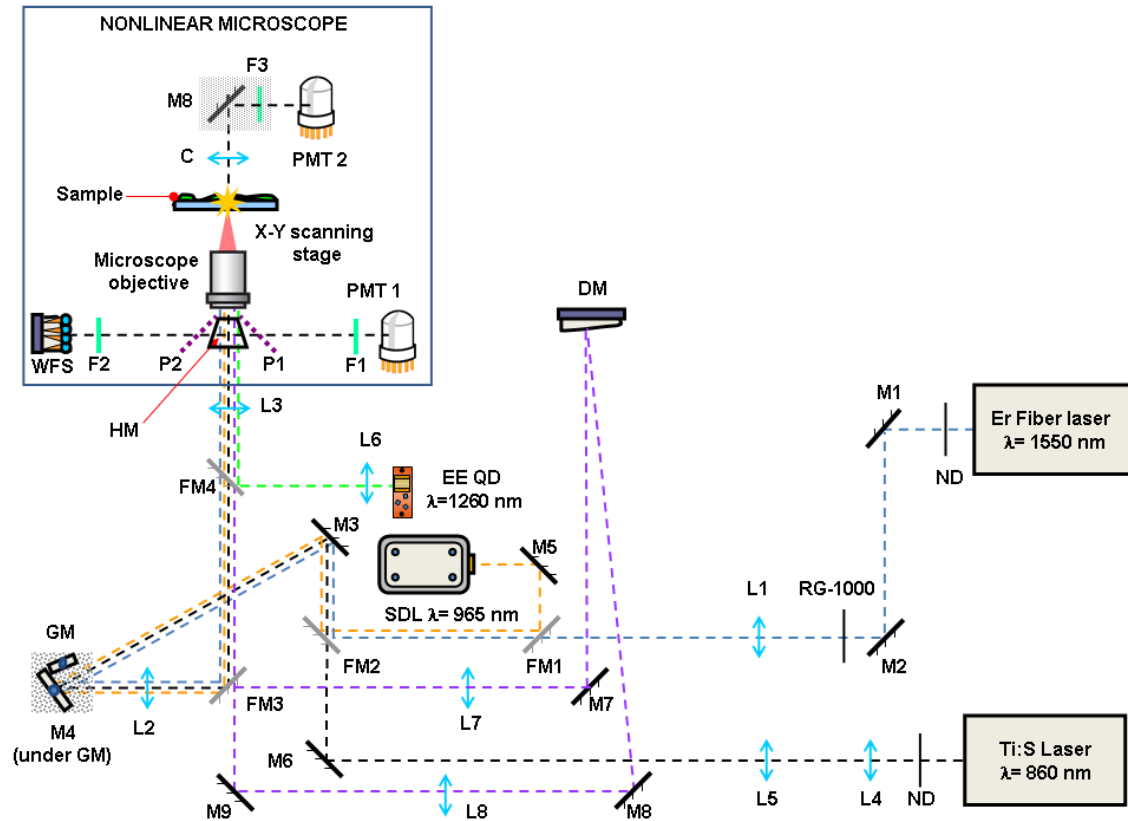 NONLINEAR MICROSCOPE
F3
M8
PMT 2
C
Sample
X-Y scanning
stage
Microscope
objective
PMT 1
WFS
F2
P2
P1
F1
HM
L3
DM
M1
Er Fiber laser
λ= 1550 nm
ND
L6
EE QD
λ=1260 nm
FM4
M3
M5
SDL λ= 965 nm
L1
RG-1000
M2
GM
FM2
FM1
M4
(under GM)
L2
FM3
L7
M7
M6
Ti:S Laser
λ= 860 nm
L5
L4
ND
M9
L8
M8